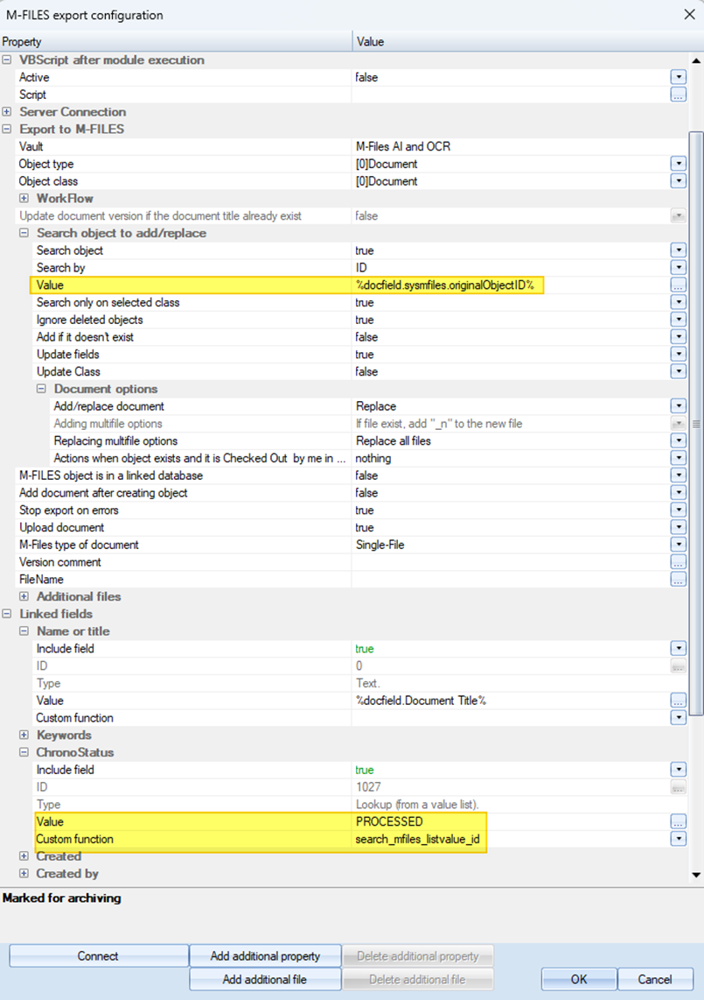 M-FILES export configuration
Property Value
VBScript after module execution
Active false
Script ...
Server Connection
Export to M-FILES
Vault M-Files AI and OCR
Object type [0]Document
Object class [0]Document
WorkFlow
Update document version if the document title already exist false
Search object to add/replace
Search object true
Search by ID
Value %docfield.sysmfiles.originalObjectID% ...
Search only on selected class true
Ignore deleted objects true
Add if it doesn't exist false
Update fields true
Update Class false
Document options
Add/replace document Replace
Adding multifile options If file exist, add "_n" to the new file
Replacing multifile options Replace all files
Actions when object exists and it is Checked Out by me in ... nothing
M-FILES object is in a linked database false
Add document after creating object false
Stop export on errors true
Upload document true
M-Files type of document Single-File
Version comment ...
FileName ...
Additional files
Linked fields
Name or title
Include field true
ID 0 ...
Type Text.
Value %docfield.Document Title% ...
Custom function
Keywords
ChronoStatus
Include field true
ID 1027 ...
Type Lookup (from a value list).
Value PROCESSED ...
Custom function search_mfiles_listvalue_id
Created
Created by
Marked for archiving
Connect Add additional property Delete additional property
Add additional file Delete additional file OK Cancel